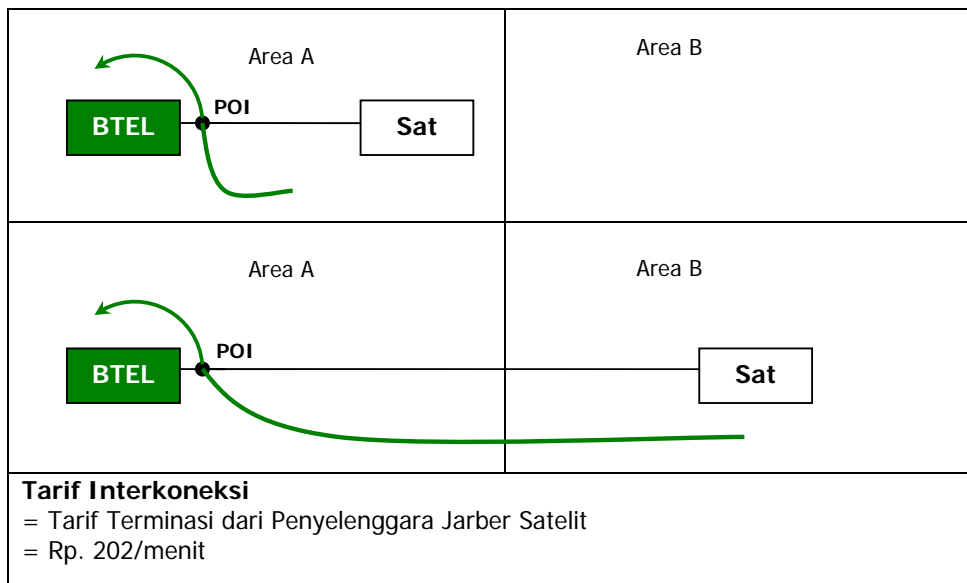 Area A
Area B
POI
BTEL
Sat
Area A
Area B
POI
BTEL
Sat
Tarif Interkoneksi
= Tarif Terminasi dari Penyelenggara Jarber Satelit
= Rp. 202/menit